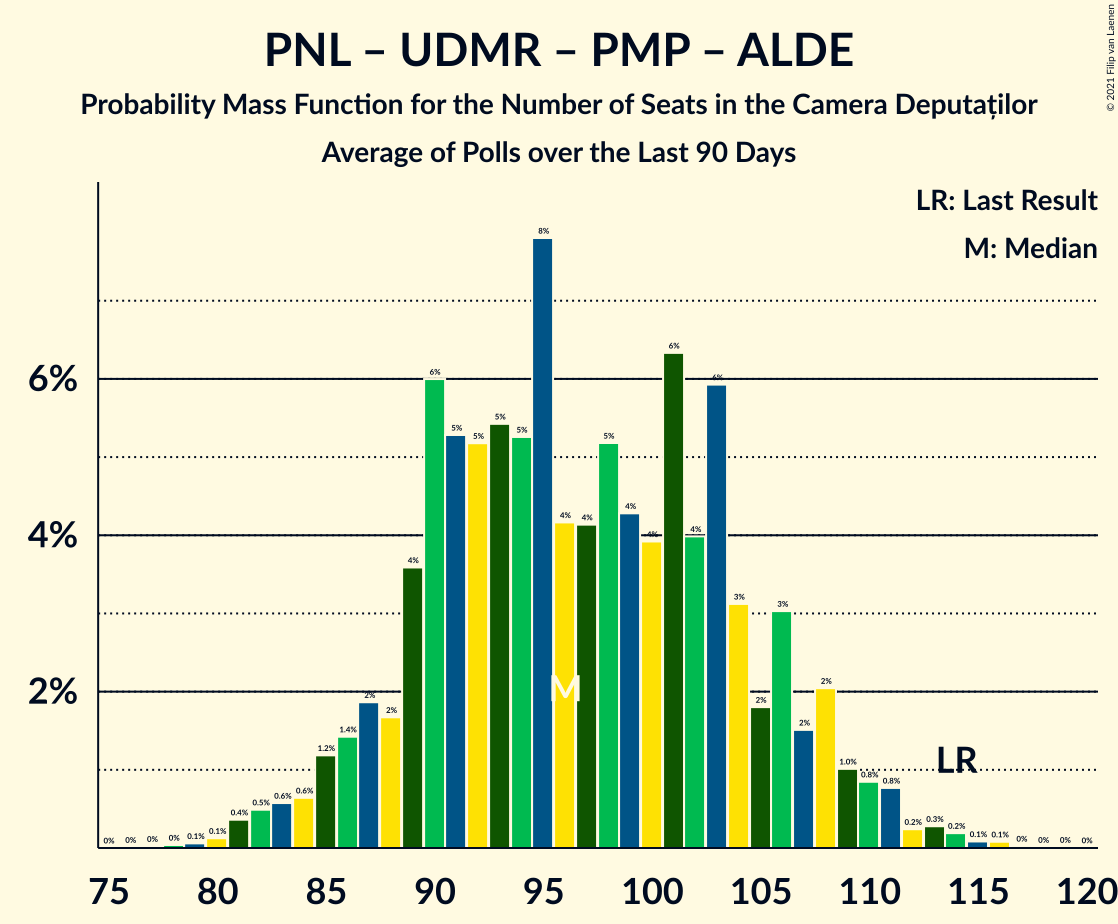 PNL – UDMR – PMP – ALDE
Probability Mass Function for the Number of Seats in the Camera Deputaților
Average of Polls over the Last 90 Days
© 2021 Filip van Laenen
LR: Last Result
M: Median
6%
4%
2%
0% 0% 0% 0% 0.1% 0.1% 0.4% 0.5% 0.6% 0.6% 1.2% 1.4% 2% 2% 4% 6% 5% 5% 5% 5% 8% 4% 4% 5% 4% 4% 6% 4% 6% 3% 2% 3% 2% 2% 1.0% 0.8% 0.8% 0.2% 0.3% 0.2% 0.1% 0.1% 0% 0% 0% 0%
M
LR
75 80 85 90 95 100 105 110 115 120